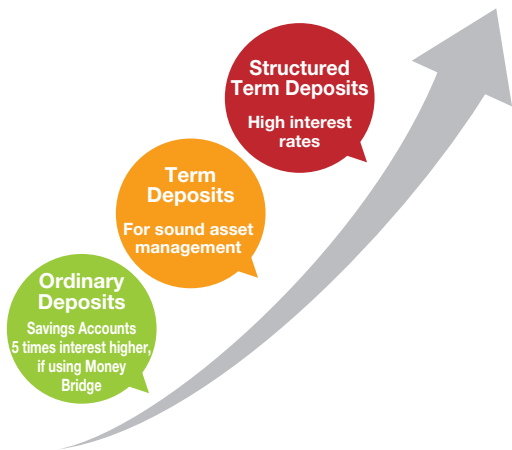 Structured
Term Deposits
High interest
rates
Term
Deposits
For sound asset
management
Ordinary
Deposits
Savings Accounts
5 times interest higher,
if using Money
Bridge